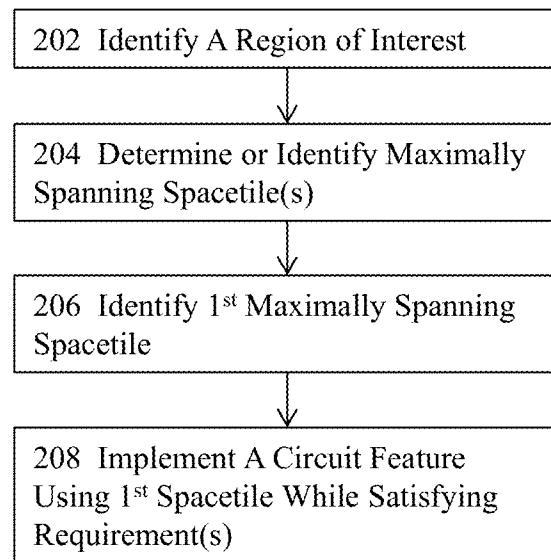 202 Identify A Region of Interest
204 Determine or Identify Maximally
Spanning Spacetile(s)
206 Identify 1st Maximally Spanning
Spacetile
208 Implement A Circuit Feature
Using 1st Spacetile While Satisfying
Requirement(s)